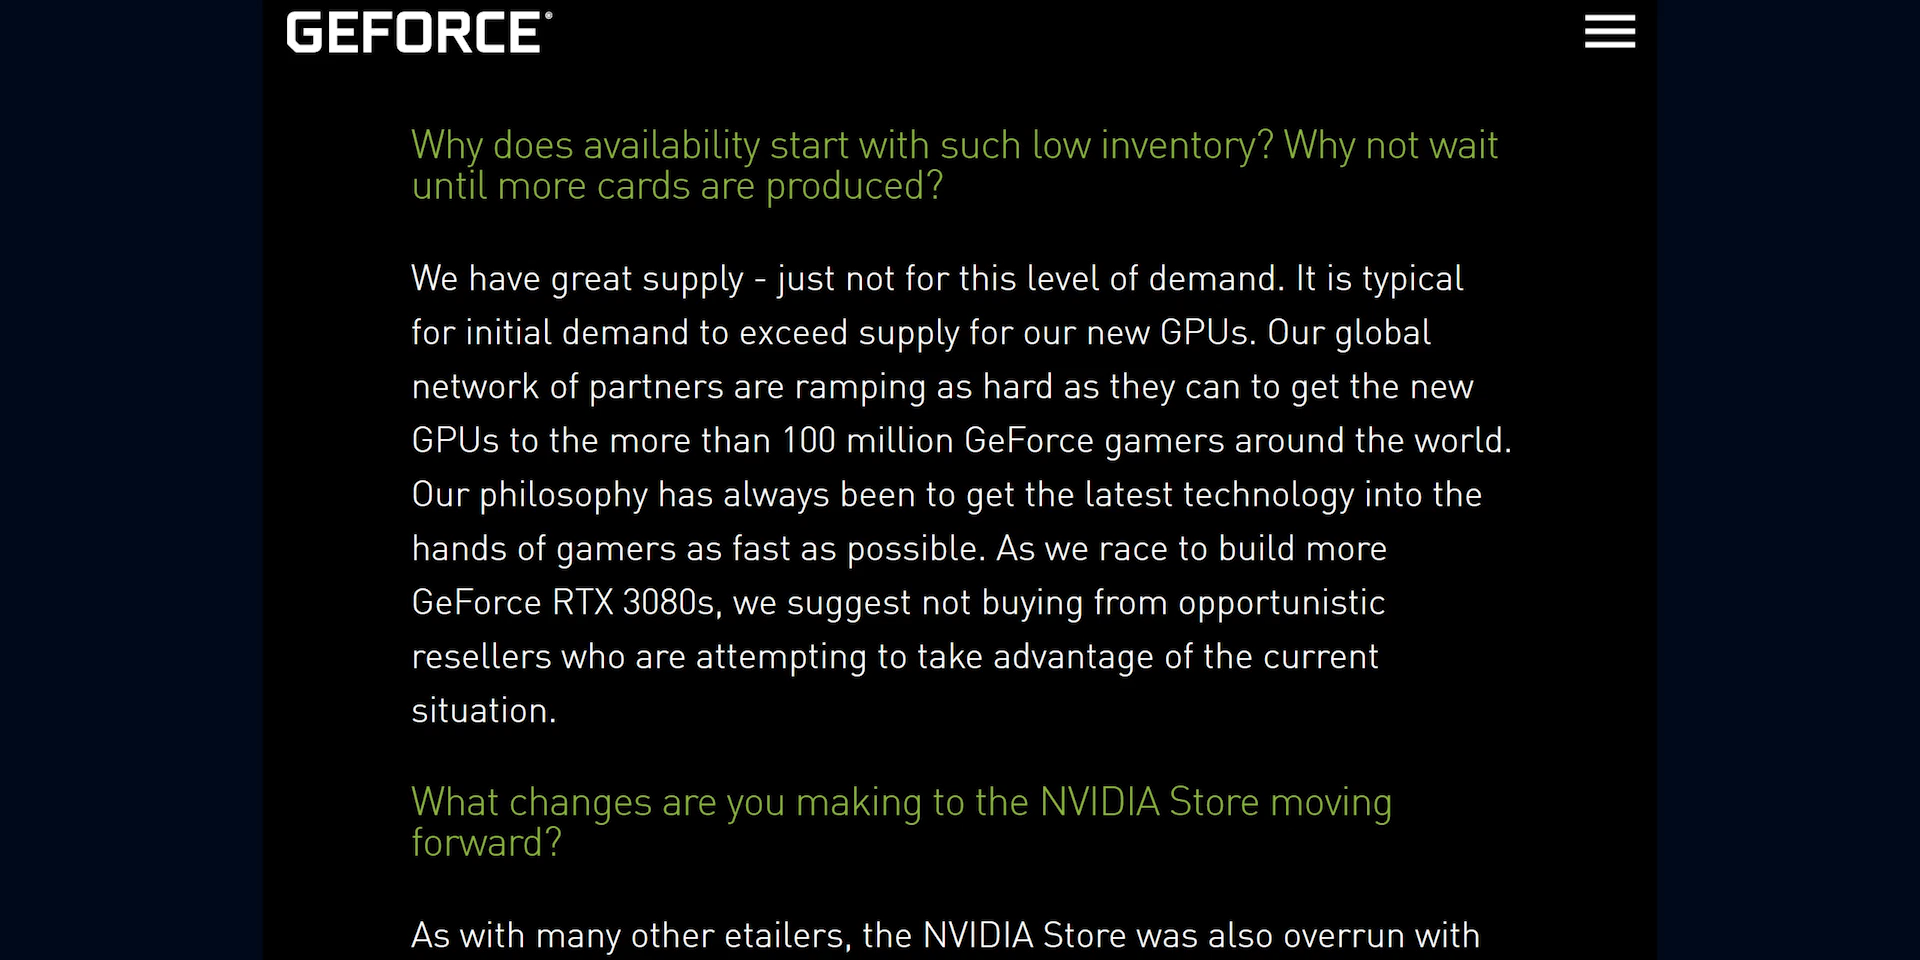 GEFORCE®
Why does availability start with such low inventory? Why not wait
until more cards are produced?
We have great supply - just not for this level of demand. It is typical
for initial demand to exceed supply for our new GPUs. Our global
network of partners are ramping as hard as they can to get the new
GPUs to the more than 100 million GeForce gamers around the world.
Our philosophy has always been to get the latest technology into the
hands of gamers as fast as possible. As we race to build more
GeForce RTX 3080s, we suggest not buying from opportunistic
resellers who are attempting to take advantage of the current
situation.
What changes are you making to the NVIDIA Store moving
forward?
As with many other etailers, the NVIDIA Store was also overrun with